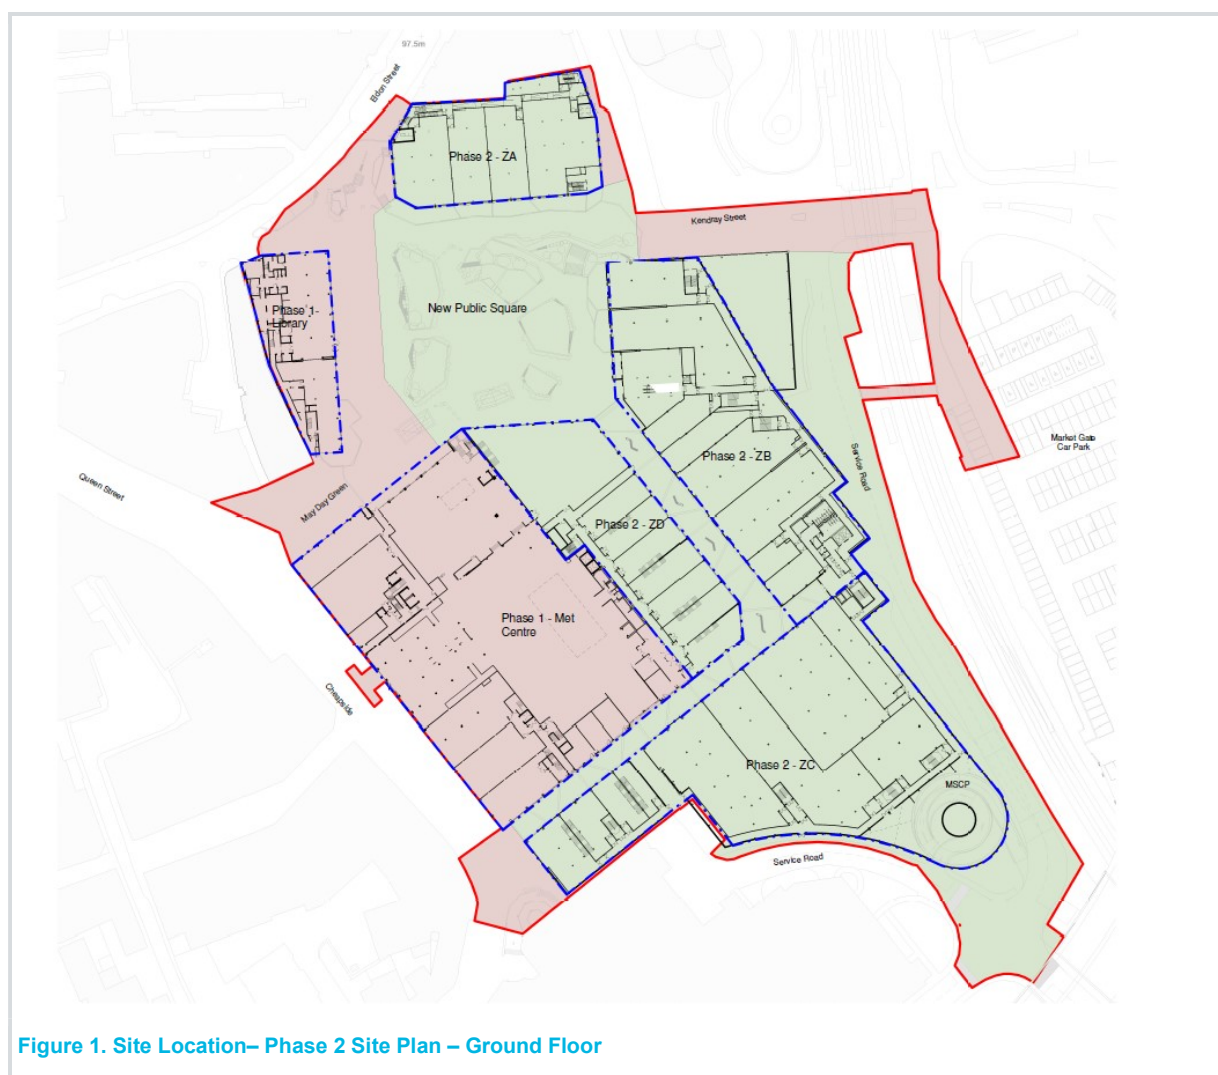 97.5m
Eldon Street
Phase 2 - ZA
Kendray Street
New Public Square
Phase 1-
Library
Market Gate
Car Park
Phase 2 - ZB
Service Road
Queen Street
May Day Green
Phase 2 - ZD
Phase 1 - Met
Centre
Cheapside
Phase 2 - ZC
MSCP
Service Road
Figure 1. Site Location– Phase 2 Site Plan – Ground Floor